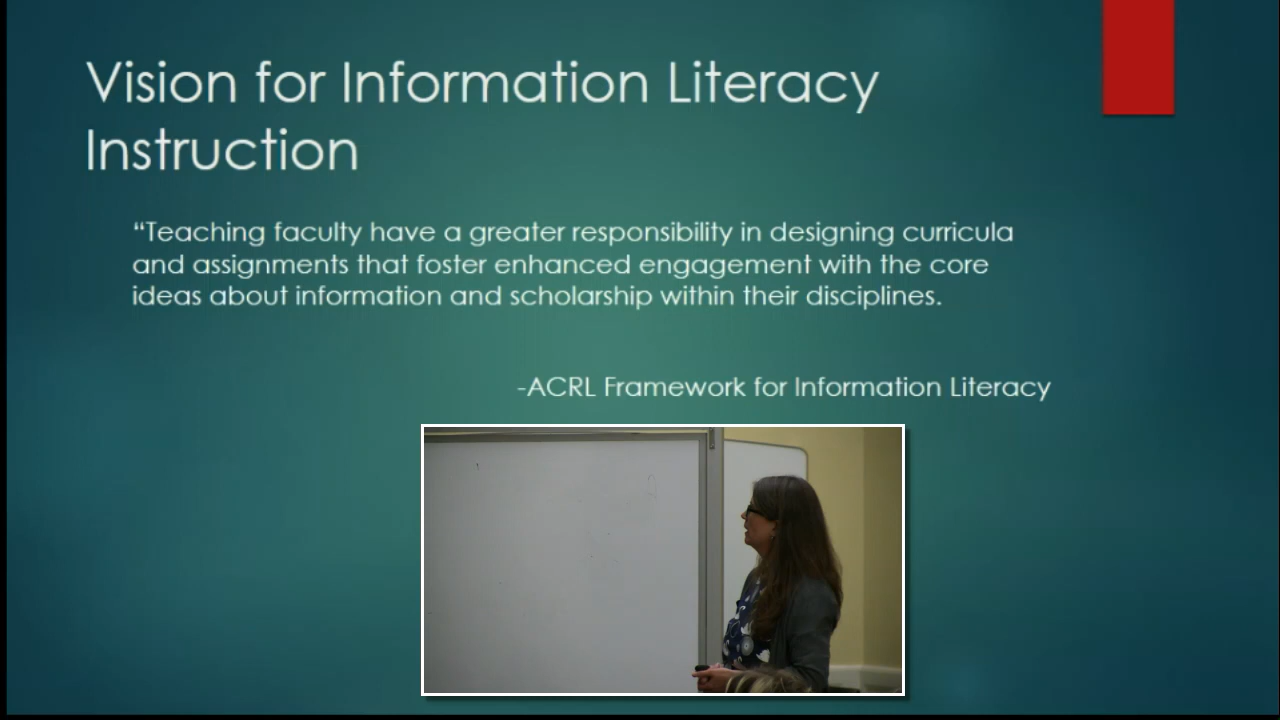 Vision for Information Literacy
Instruction
“Teaching faculty have a greater responsibility in designing curricula
and assignments that foster enhanced engagement with the core
ideas about information and scholarship within their disciplines.
-ACRL Framework for Information Literacy